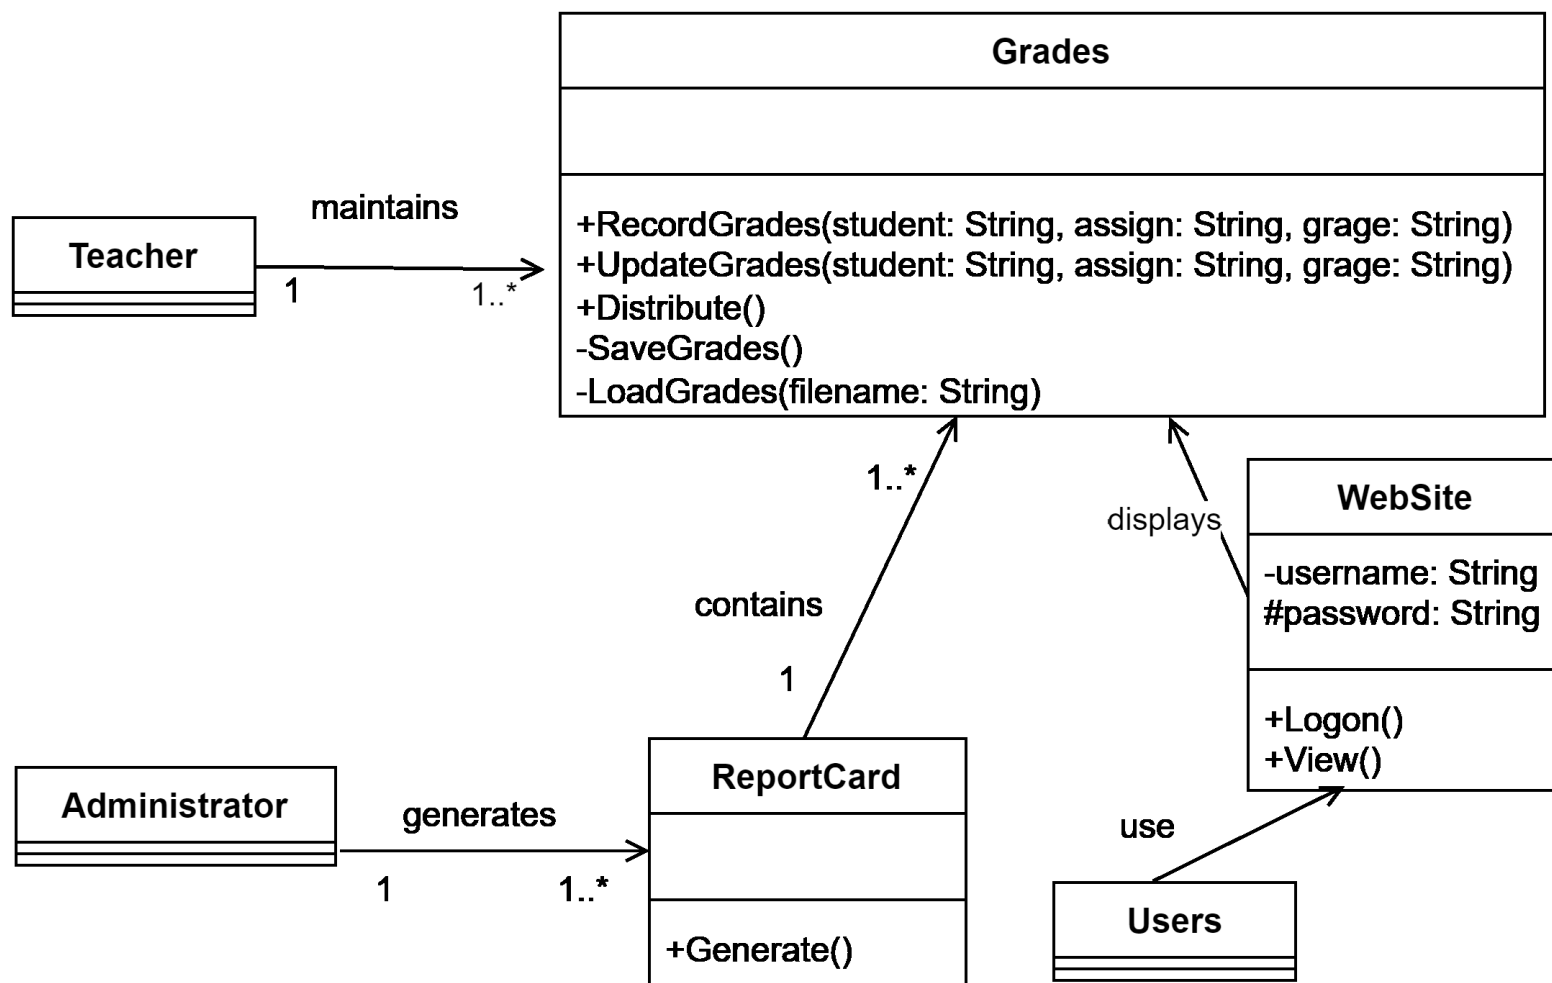 Grades
+RecordGrades(student: String, assign: String, grage: String)
+UpdateGrades(student: String, assign: String, grage: String)
+Distribute()
-SaveGrades()
-LoadGrades(filename: String)
maintains
Teacher
1
1..*
1..*
WebSite
-username: String
#password: String
+Logon()
+View()
displays
contains
1
Administrator
generates
1
1..*
ReportCard
+Generate()
use
Users